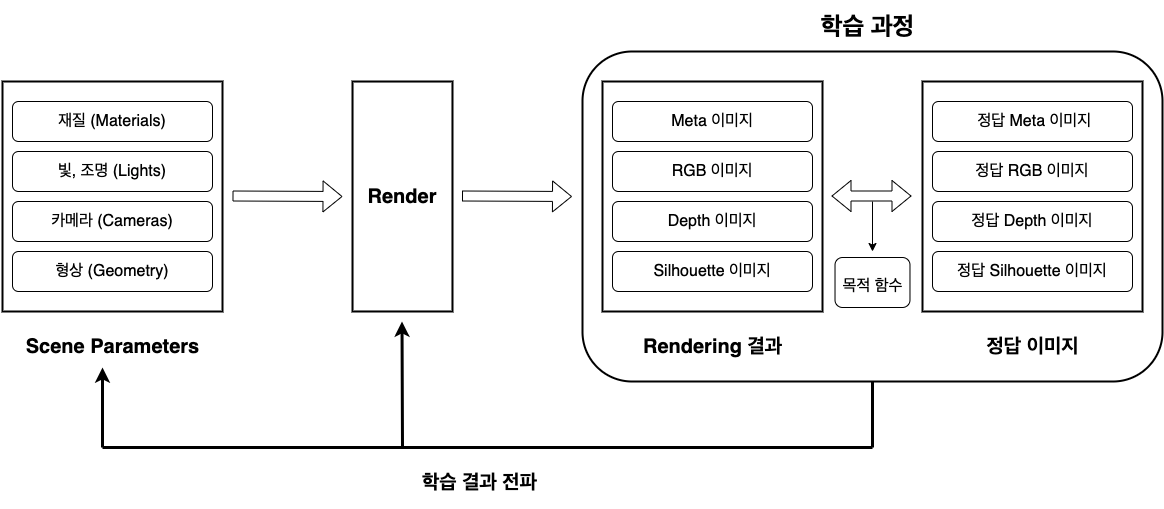 학습 과정
재질 (Materials)
빛, 조명 (Lights)
카메라 (Cameras)
형상 (Geometry)
Scene Parameters
Render
Meta 이미지
RGB 이미지
Depth 이미지
Silhouette 이미지
Rendering 결과
목적 함수
정답 Meta 이미지
정답 RGB 이미지
정답 Depth 이미지
정답 Silhouette 이미지
정답 이미지
학습 결과 전파